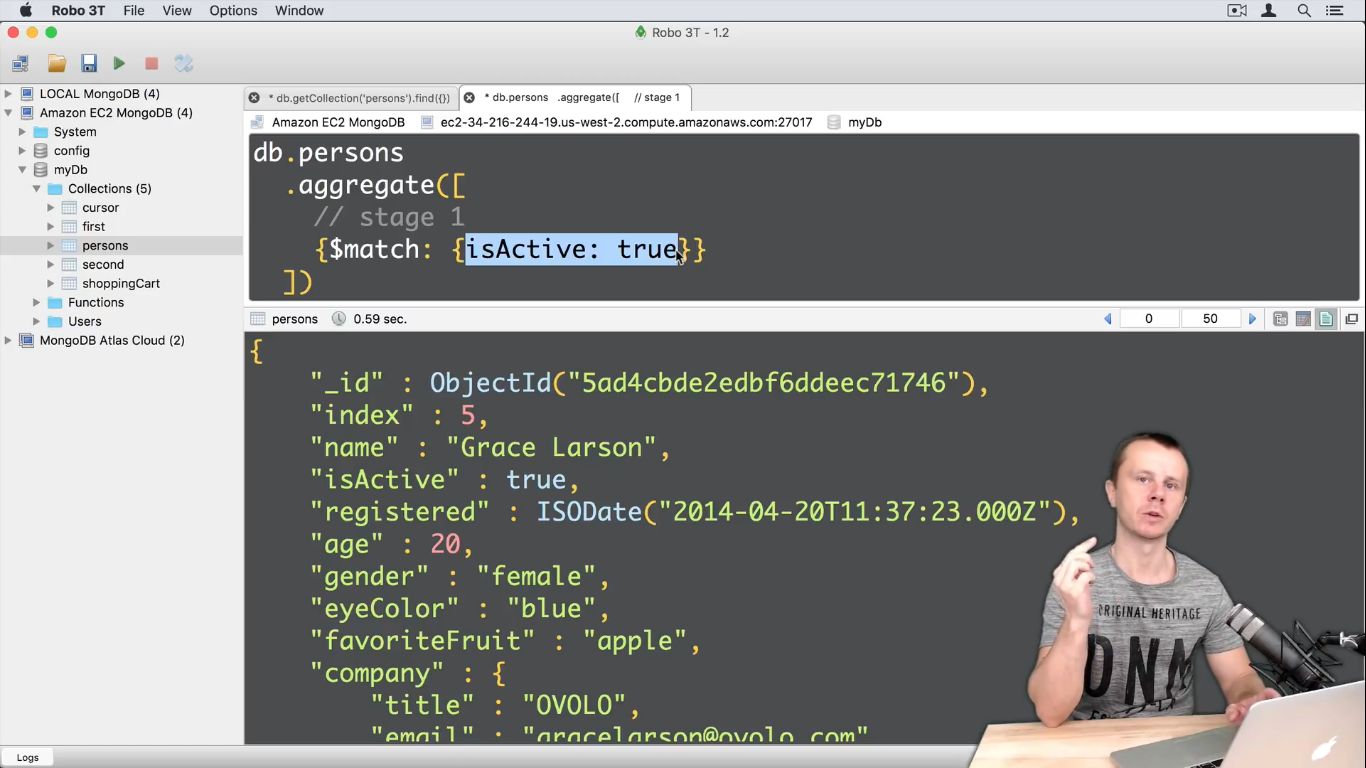 Robo 3T File View Options Window
Robo 3T - 1.2
LOCAL MongoDB (4)
Amazon EC2 MongoDB (4)
System
config
myDb
Collections (5)
cursor
first
persons
second
shoppingCart
Functions
Users
MongoDB Atlas Cloud (2)
* db.getCollection('persons').find({})
* db.persons .aggregate([ // stage 1
Amazon EC2 MongoDB ec2-34-216-244-19.us-west-2.compute.amazonaws.com:27017 myDb
db.persons
.aggregate([
// stage 1
{$match: {isActive: true}}
])
persons 0.59 sec. 0 50
{
"_id" : ObjectId("5ad4cbde2edbf6ddeec71746"),
"index" : 5,
"name" : "Grace Larson",
"isActive" : true,
"registered" : ISODate("2014-04-20T11:37:23.000Z"),
"age" : 20,
"gender" : "female",
"eyeColor" : "blue",
"favoriteFruit" : "apple",
"company" : {
"title" : "OVOLO",
"email" : "gracelarson@ovolo.com"
ORIGINAL HERITAGE
DNM
Logs